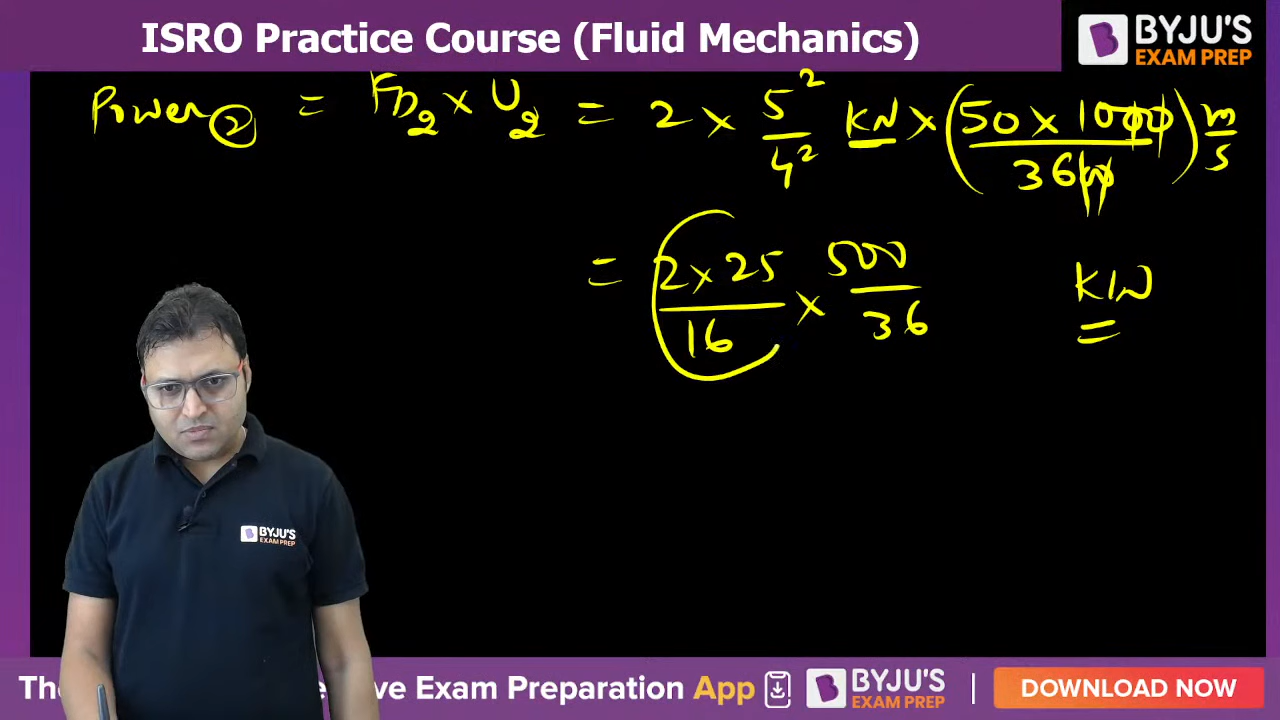 ISRO Practice Course (Fluid Mechanics)
BYJU'S
EXAM PREP
Power② = FD₂ × U₂ = 2 × 5²/4² KN × (50 × 1000/3600) m/s
= 2 × 25/16 × 500/36 KW
BYJU'S
EXAM PREP
ve Exam Preparation App
BYJU'S
EXAM PREP
DOWNLOAD NOW